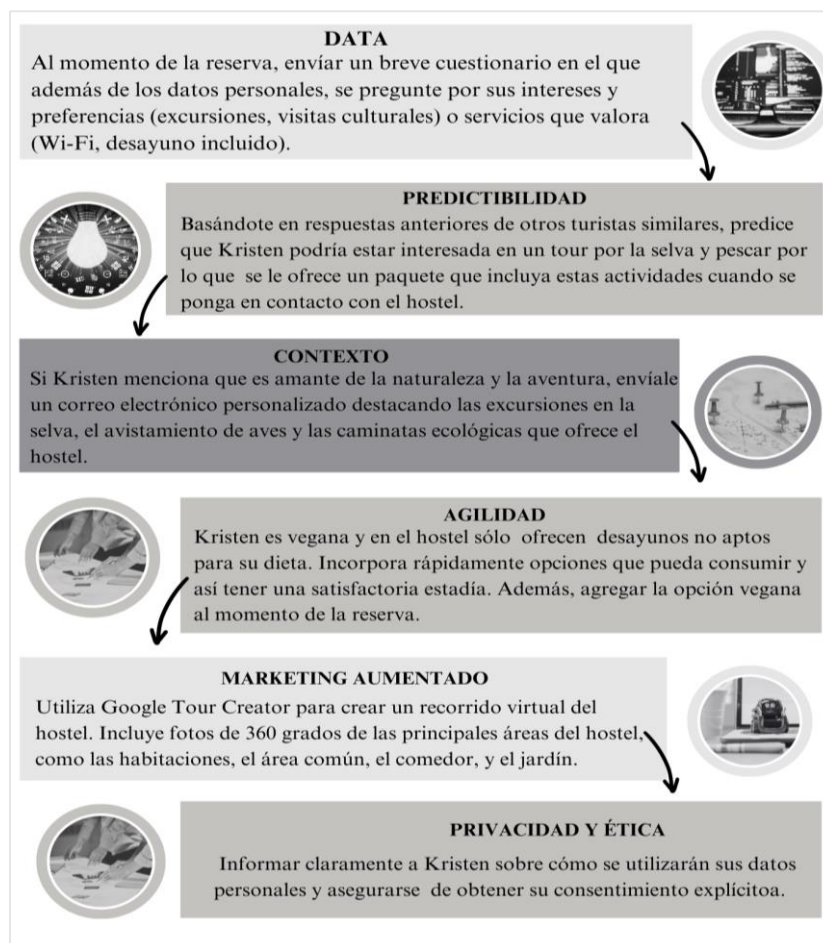 DATA
Al momento de la reserva, envíar un breve cuestionario en el que
además de los datos personales, se pregunte por sus intereses y
preferencias (excursiones, visitas culturales) o servicios que valora
(Wi-Fi, desayuno incluido).
PREDICTIBILIDAD
Basándote en respuestas anteriores de otros turistas similares, predice
que Kristen podría estar interesada en un tour por la selva y pescar por
lo que se le ofrece un paquete que incluya estas actividades cuando se
ponga en contacto con el hostel.
CONTEXTO
Si Kristen menciona que es amante de la naturaleza y la aventura, envíale
un correo electrónico personalizado destacando las excursiones en la
selva, el avistamiento de aves y las caminatas ecológicas que ofrece el
hostel.
AGILIDAD
Kristen es vegana y en el hostel sólo ofrecen desayunos no aptos
para su dieta. Incorpora rápidamente opciones que pueda consumir y
así tener una satisfactoria estadía. Además, agregar la opción vegana
al momento de la reserva.
MARKETING AUMENTADO
Utiliza Google Tour Creator para crear un recorrido virtual del
hostel. Incluye fotos de 360 grados de las principales áreas del hostel,
como las habitaciones, el área común, el comedor, y el jardín.
PRIVACIDAD Y ÉTICA
Informar claramente a Kristen sobre cómo se utilizarán sus datos
personales y asegurarse de obtener su consentimiento explícitoa.